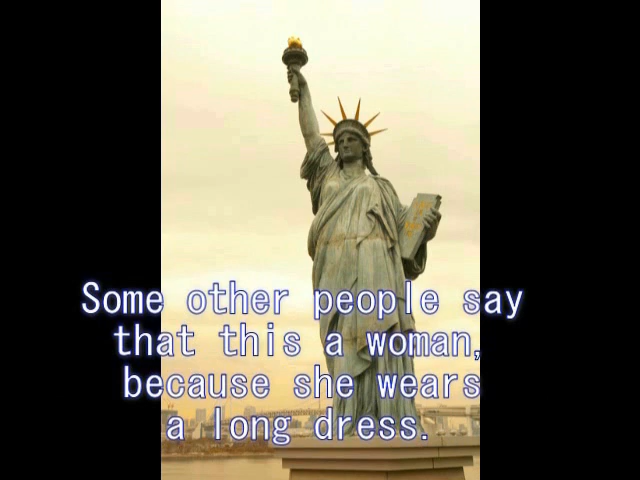 Some other people say
that this a woman,
because she wears
a long dress.